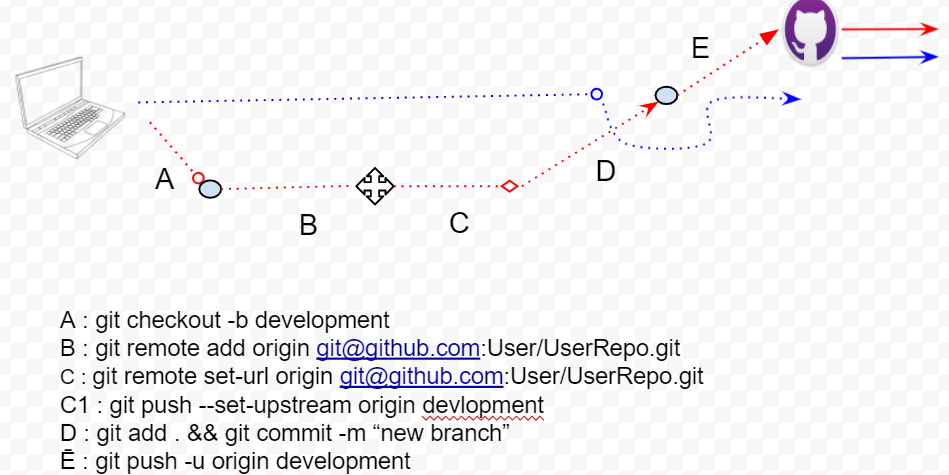 E
A
D
B
C
A : git checkout -b development
B : git remote add origin git@github.com:User/UserRepo.git
C : git remote set-url origin git@github.com:User/UserRepo.git
C1 : git push --set-upstream origin devlopment
D : git add . && git commit -m “new branch”
Ē : git push -u origin development